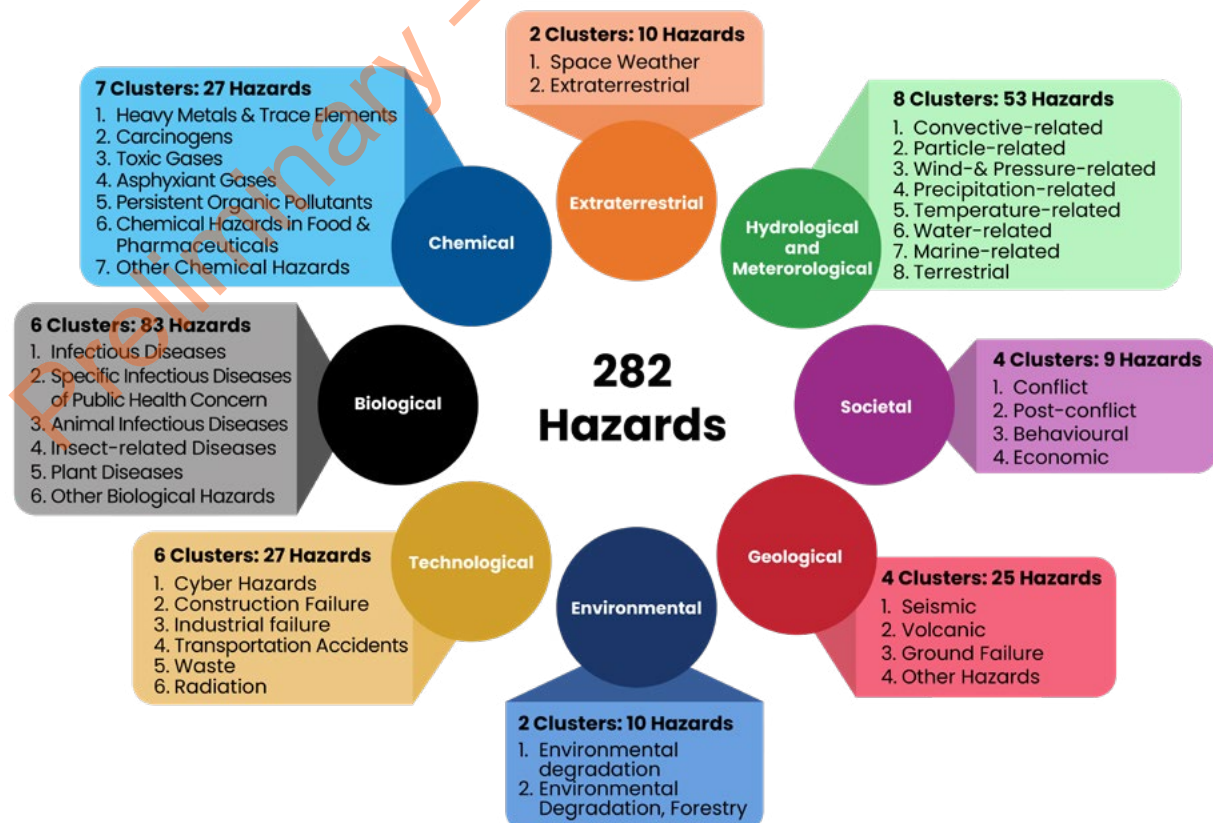 Preliminary -
2 Clusters: 10 Hazards
1. Space Weather
2. Extraterrestrial
Extraterrestrial
7 Clusters: 27 Hazards
1. Heavy Metals & Trace Elements
2. Carcinogens
3. Toxic Gases
4. Asphyxiant Gases
5. Persistent Organic Pollutants
6. Chemical Hazards in Food &
Pharmaceuticals
7. Other Chemical Hazards
Chemical
8 Clusters: 53 Hazards
1. Convective-related
2. Particle-related
3. Wind-& Pressure-related
4. Precipitation-related
5. Temperature-related
6. Water-related
7. Marine-related
8. Terrestrial
Hydrological
and
Meterorological
6 Clusters: 83 Hazards
1. Infectious Diseases
2. Specific Infectious Diseases
of Public Health Concern
3. Animal Infectious Diseases
4. Insect-related Diseases
5. Plant Diseases
6. Other Biological Hazards
Biological
282
Hazards
Societal
4 Clusters: 9 Hazards
1. Conflict
2. Post-conflict
3. Behavioural
4. Economic
6 Clusters: 27 Hazards
1. Cyber Hazards
2. Construction Failure
3. Industrial failure
4. Transportation Accidents
5. Waste
6. Radiation
Technological
Environmental
2 Clusters: 10 Hazards
1. Environmental
degradation
2. Environmental
Degradation, Forestry
Geological
4 Clusters: 25 Hazards
1. Seismic
2. Volcanic
3. Ground Failure
4. Other Hazards